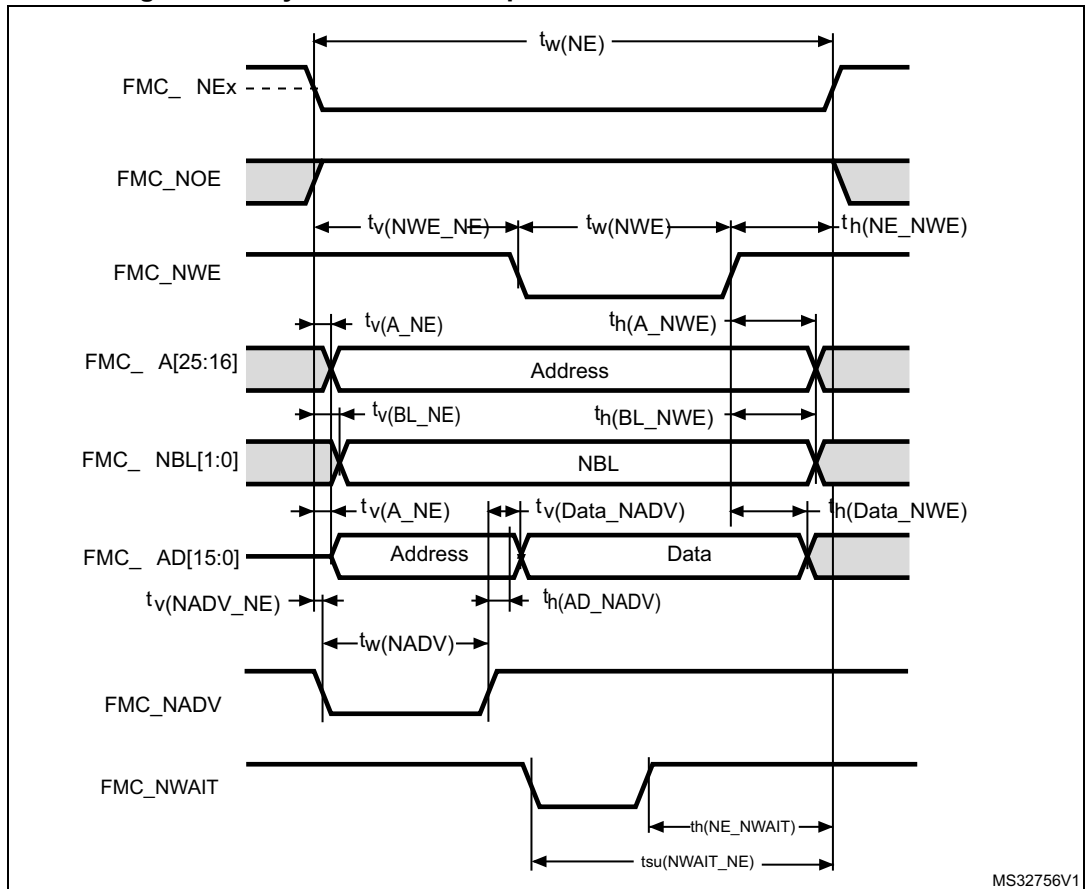 tw(NE)
FMC_ NEx
FMC_NOE
tv(NWE_NE)
tw(NWE)
th(NE_NWE)
FMC_NWE
tv(A_NE)
th(A_NWE)
FMC_ A[25:16]
Address
tv(BL_NE)
th(BL_NWE)
FMC_ NBL[1:0]
NBL
tv(A_NE)
tv(Data_NADV)
th(Data_NWE)
FMC_ AD[15:0]
Address
Data
tv(NADV_NE)
th(AD_NADV)
tw(NADV)
FMC_NADV
FMC_NWAIT
th(NE_NWAIT)
tsu(NWAIT_NE)
MS32756V1